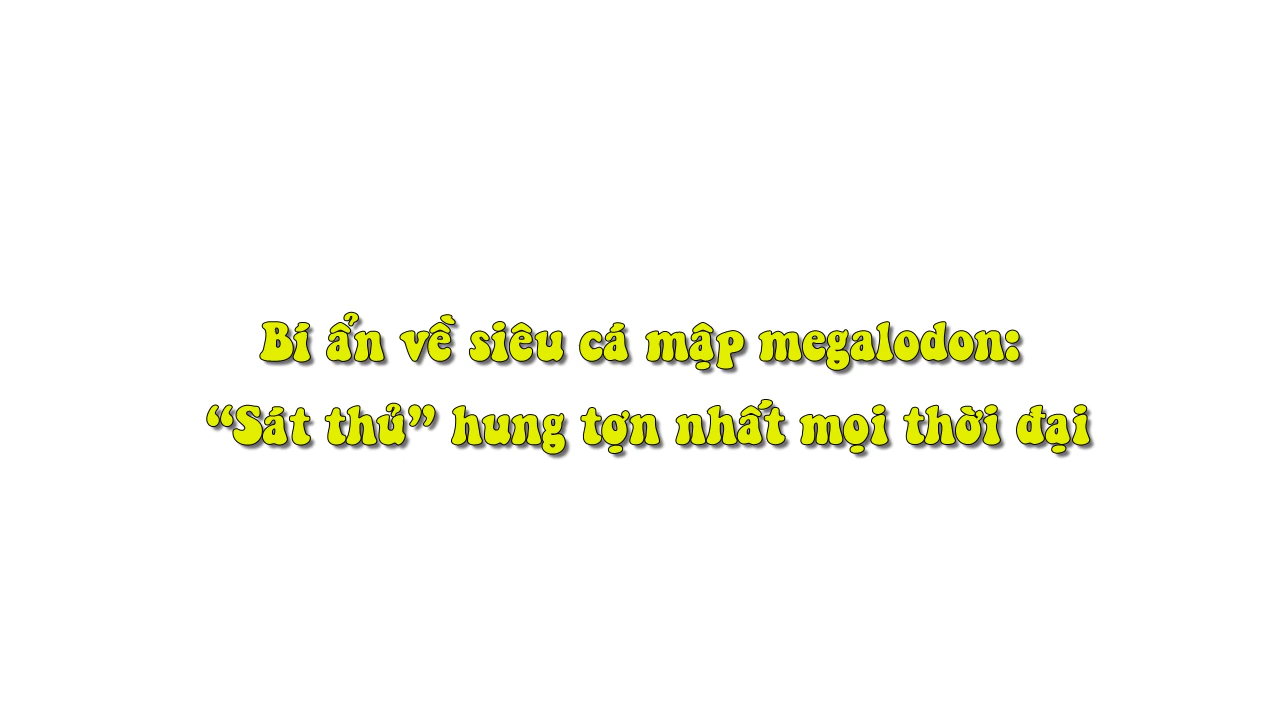 Bí ẩn về siêu cá mập megalodon:
“Sát thủ” hung tợn nhất mọi thời đại